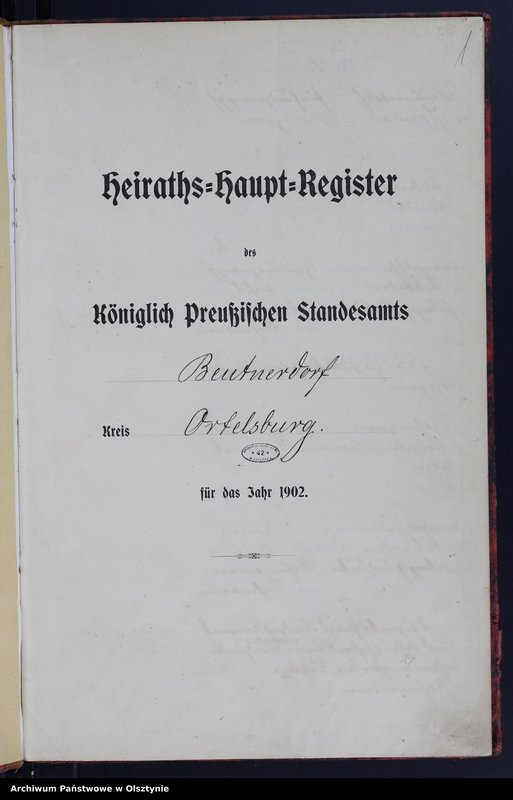 1
Heiraths-Haupt-Register
des
Königlich Preußischen Standesamts
Beutnerdorf
Kreis Ortelsburg.
42
für das Jahr 1902.
Archiwum Państwowe w Olsztynie